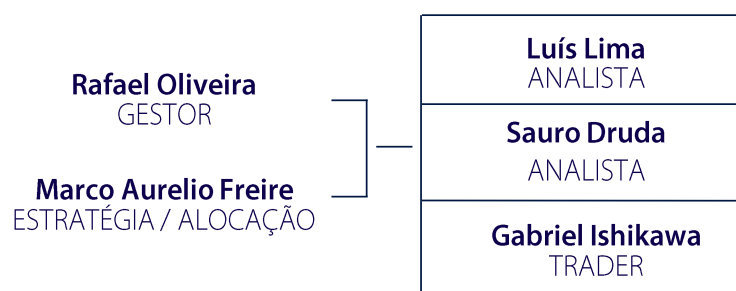 Rafael Oliveira
GESTOR
Marco Aurelio Freire
ESTRATÉGIA / ALOCAÇÃO
Luís Lima
ANALISTA
Sauro Druda
ANALISTA
Gabriel Ishikawa
TRADER